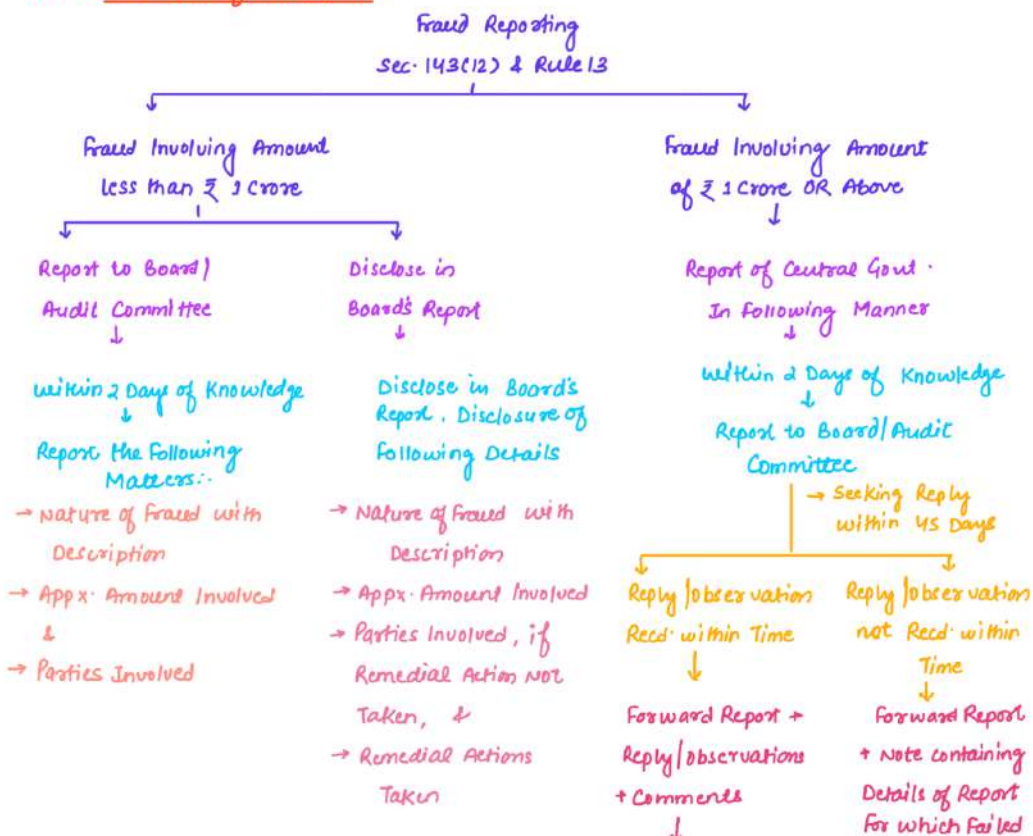 Fraud Reporting
Sec. 143(12) & Rule 13
Fraud Involving Amount
less than ₹ 1 Crore
Report to Board/
Audit Committee
within 2 Days of Knowledge
Report the Following
Matters:-
→ Nature of Fraud with
Description
→ Appx. Amount Involved
&
→ Parties Involved
Disclose in
Board's Report
Disclose in Board's
Report. Disclosure of
Following Details
→ Nature of Fraud with
Description
→ Appx. Amount Involved
→ Parties Involved, if
Remedial Action Not
Taken, &
→ Remedial Actions
Taken
Fraud Involving Amount
of ₹ 1 Crore OR Above
Report of Central Govt.
In Following Manner
within 2 Days of Knowledge
Report to Board/Audit
Committee
→ Seeking Reply
within 45 Days
Reply/observation
Recd. within Time
Forward Report +
Reply/observations
+ Comments
Reply/observation
not Recd. within
Time
Forward Report
+ Note containing
Details of Report
For which Failed